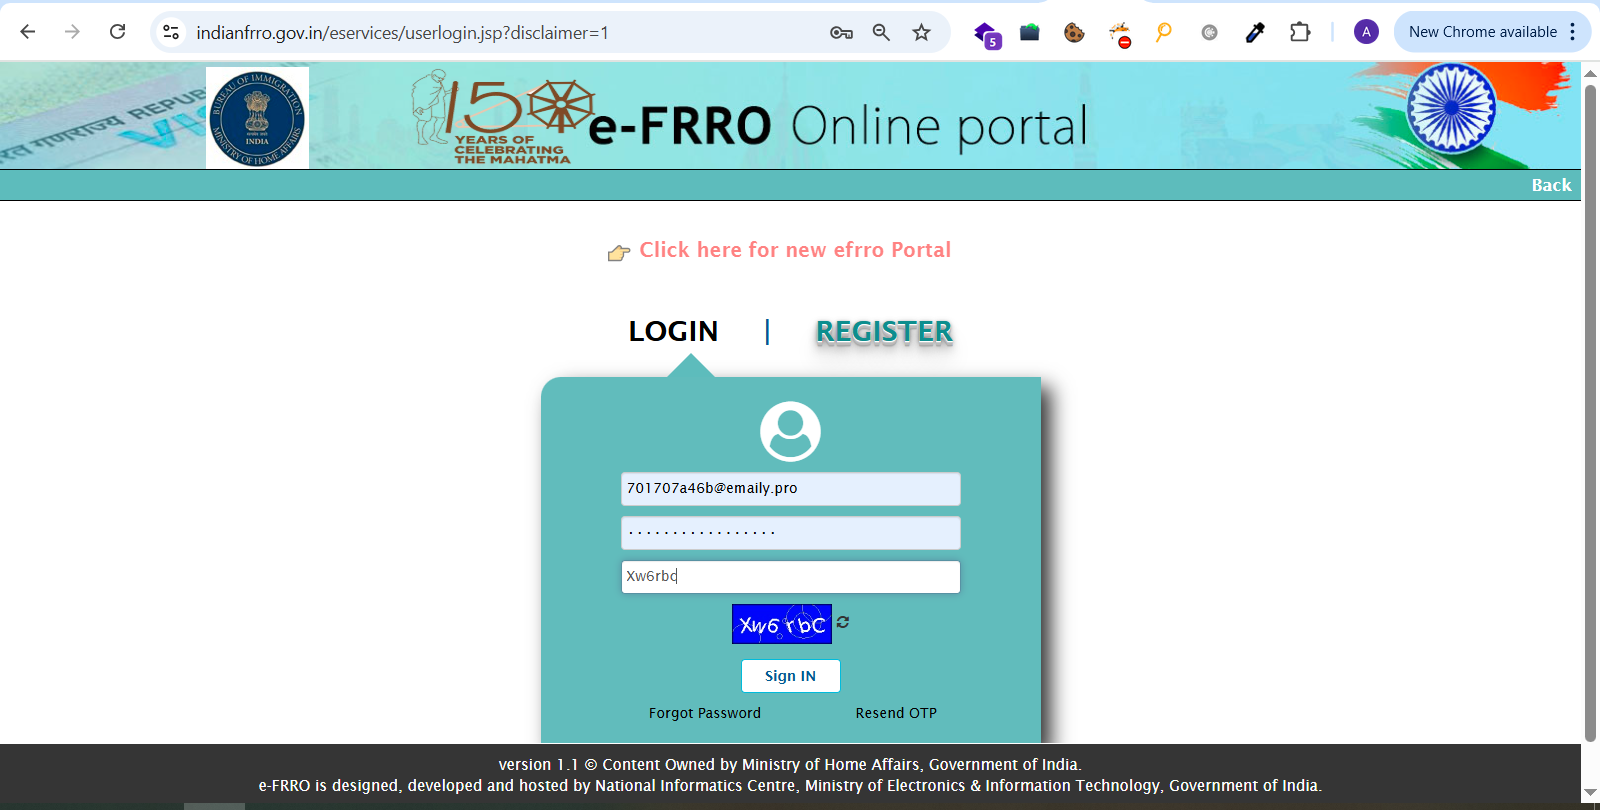 indianfrro.gov.in/eservices/userlogin.jsp?disclaimer=1
5
A
New Chrome available
BUREAU OF IMMIGRATION
INDIA
MINISTRY OF HOME AFFAIRS
REPUB
गणराज्य
150
YEARS OF
CELEBRATING
THE MAHATMA
e-FRRO Online portal
Back
Click here for new efrro Portal
LOGIN | REGISTER
701707a46b@emaily.pro
Xw6rbc
Xw6rbC
Sign IN
Forgot Password Resend OTP
version 1.1 © Content Owned by Ministry of Home Affairs, Government of India.
e-FRRO is designed, developed and hosted by National Informatics Centre, Ministry of Electronics & Information Technology, Government of India.